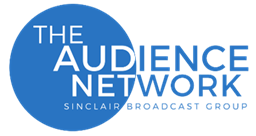 THE
AUDIENCE
NETWORK
SINCLAIR BROADCAST GROUP